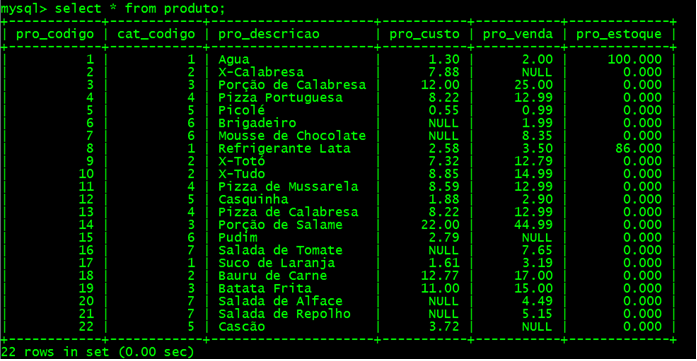 mysql> select * from produto;
+------------+------------+---------------------+-----------+-----------+-------------+
| pro_codigo | cat_codigo | pro_descricao | pro_custo | pro_venda | pro_estoque |
+------------+------------+---------------------+-----------+-----------+-------------+
| 1 | 1 | Agua | 1.30 | 2.00 | 100.000 |
| 2 | 2 | X-Calabresa | 7.88 | NULL | 0.000 |
| 3 | 3 | Porção de Calabresa | 12.00 | 25.00 | 0.000 |
| 4 | 4 | Pizza Portuguesa | 8.22 | 12.99 | 0.000 |
| 5 | 5 | Picolé | 0.55 | 0.99 | 0.000 |
| 6 | 6 | Brigadeiro | NULL | 1.99 | 0.000 |
| 7 | 6 | Mousse de Chocolate | NULL | 8.35 | 0.000 |
| 8 | 1 | Refrigerante Lata | 2.58 | 3.50 | 86.000 |
| 9 | 2 | X-Totó | 7.32 | 12.79 | 0.000 |
| 10 | 2 | X-Tudo | 8.85 | 14.99 | 0.000 |
| 11 | 4 | Pizza de Mussarela | 8.59 | 12.99 | 0.000 |
| 12 | 5 | Casquinha | 1.88 | 2.90 | 0.000 |
| 13 | 4 | Pizza de Calabresa | 8.22 | 12.99 | 0.000 |
| 14 | 3 | Porção de Salame | 22.00 | 44.99 | 0.000 |
| 15 | 6 | Pudim | 2.79 | NULL | 0.000 |
| 16 | 7 | Salada de Tomate | NULL | 7.65 | 0.000 |
| 17 | 1 | Suco de Laranja | 1.61 | 3.19 | 0.000 |
| 18 | 2 | Bauru de Carne | 12.77 | 17.00 | 0.000 |
| 19 | 3 | Batata Frita | 11.00 | 15.00 | 0.000 |
| 20 | 7 | Salada de Alface | NULL | 4.49 | 0.000 |
| 21 | 7 | Salada de Repolho | NULL | 5.15 | 0.000 |
| 22 | 5 | Cascão | 3.72 | NULL | 0.000 |
+------------+------------+---------------------+-----------+-----------+-------------+
22 rows in set (0.00 sec)